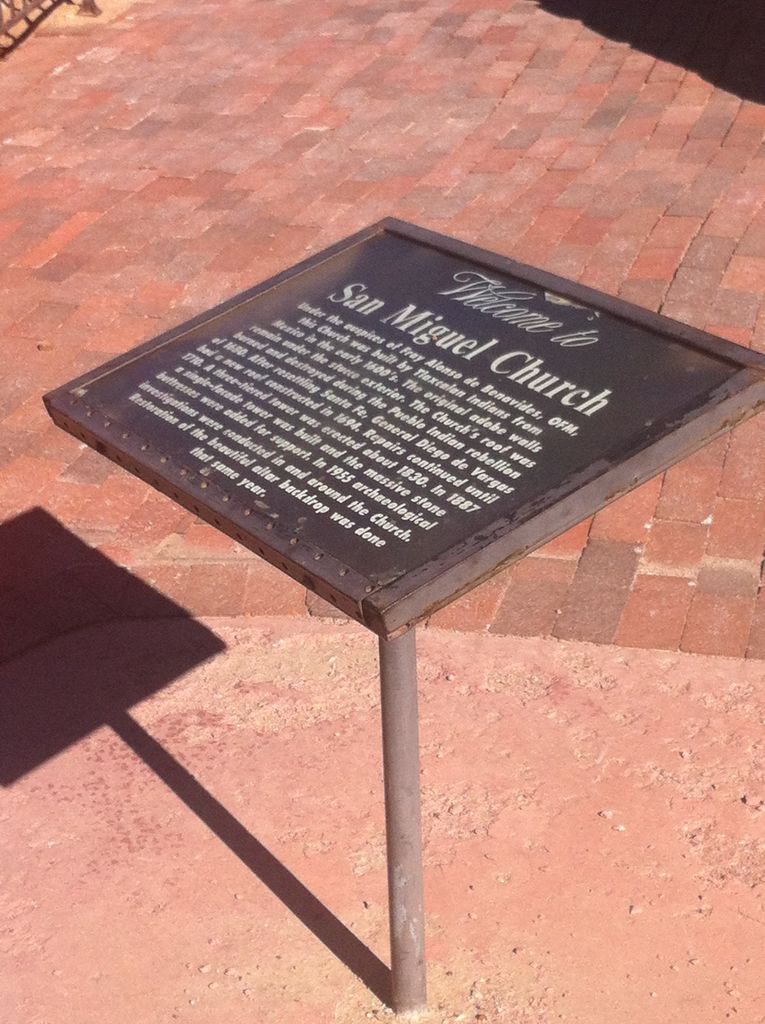 Welcome to
San Miguel Church
Under the auspices of Fray Alonso de Benavides, OFM,
this Church was built by Tlaxcalan Indians from
Mexico in the early 1600's. The original adobe walls
remain under the stucco exterior. The Church's roof was
burned and destroyed during the Pueblo Indian rebellion
of 1680. After resettling Santa Fe, General Diego de Vargas
had a new roof constructed in 1694. Repairs continued until
1710. A three-tiered tower was erected about 1830. In 1887
a single-facade tower was built and the massive stone
buttresses were added for support. In 1955 archaeological
investigations were conducted in and around the Church.
Restoration of the beautiful altar backdrop was done
that same year.